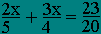 2x/5 + 3x/4 = 23/20